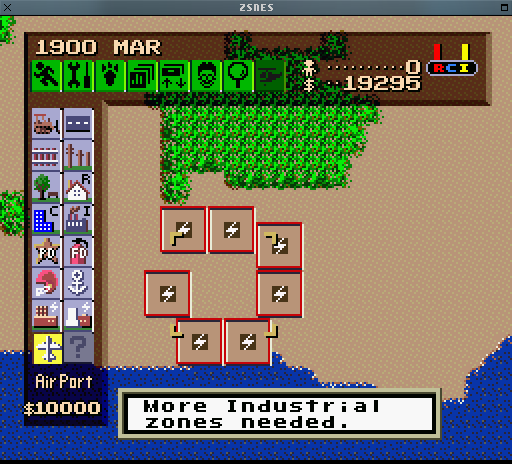 ZSNES
1900 MAR
0
$ 19295
RCI
R
C
I
PD
FD
?
Air Port
$10000
More Industrial
zones needed.